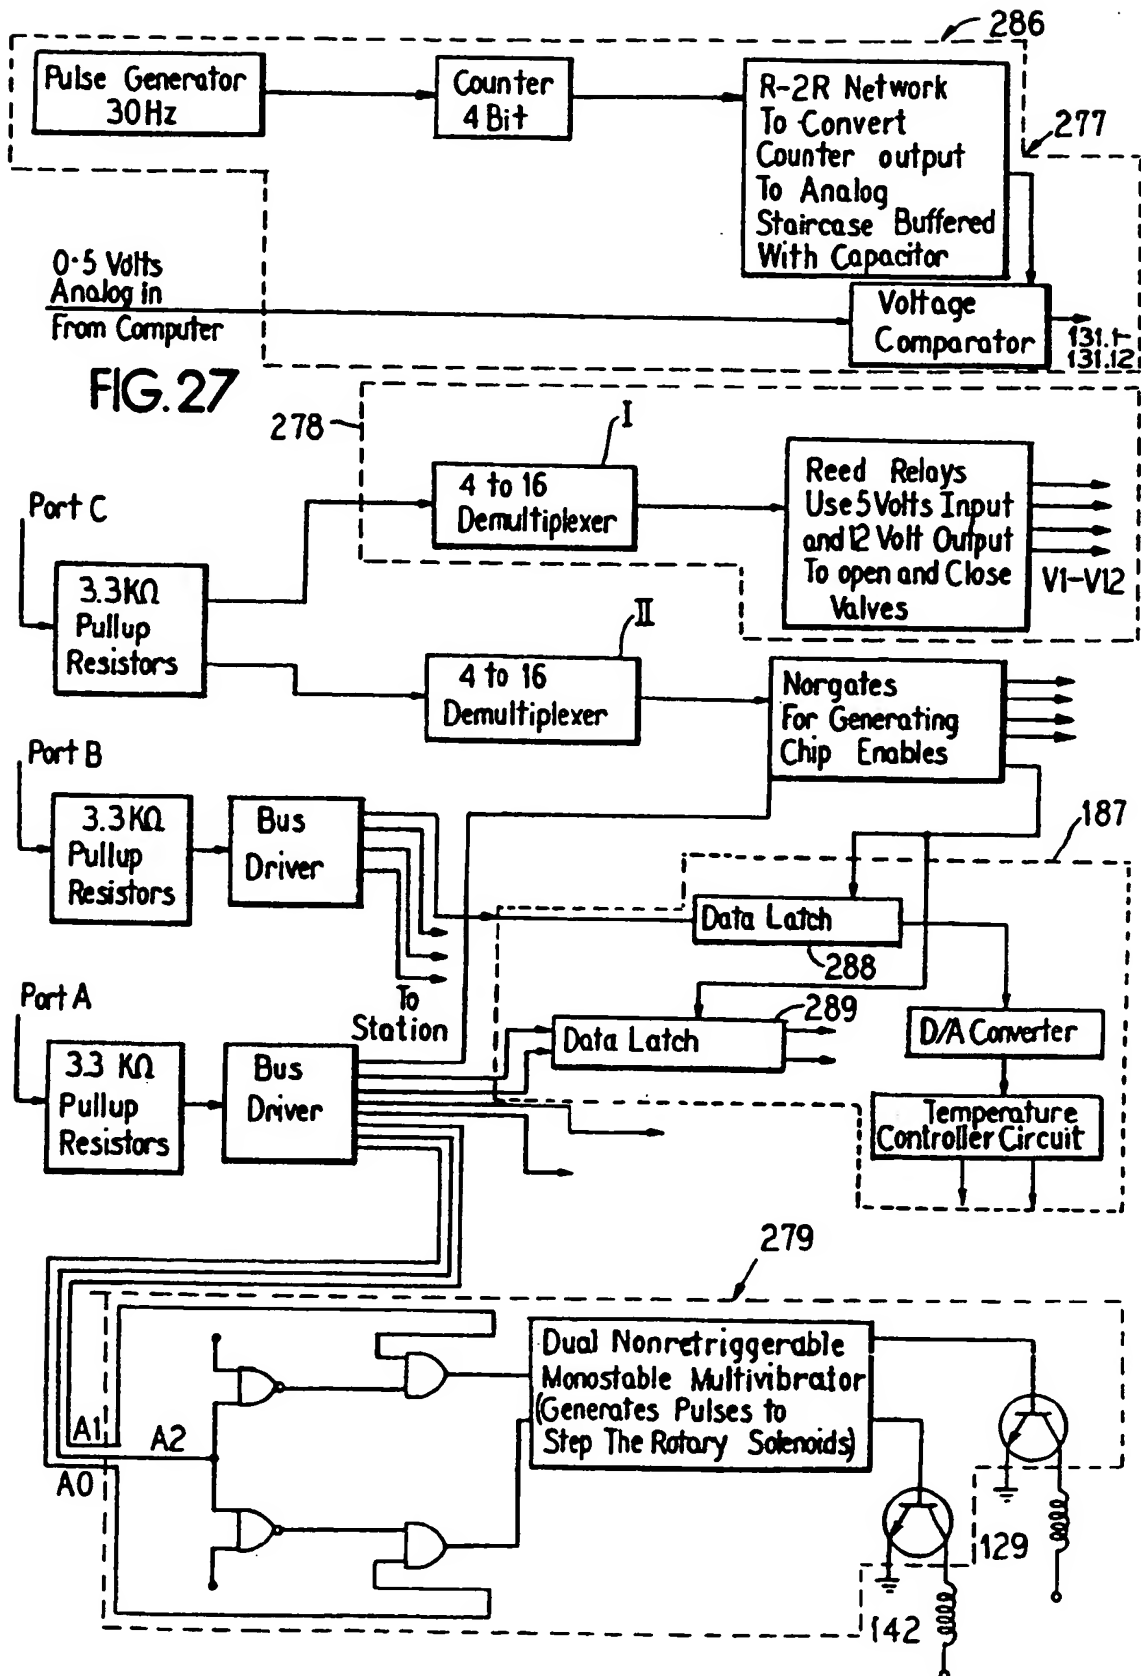 286
Pulse Generator
30Hz
Counter
4 Bit
R-2R Network
To Convert
Counter output
To Analog
Staircase Buffered
With Capacitor
277
0-5 Volts
Analog in
From Computer
Voltage
Comparator
131.1-
131.12
FIG.27
278
I
4 to 16
Demultiplexer
Reed Relays
Use 5 Volts Input
and 12 Volt Output
To open and Close
Valves
V1-V12
Port C
3.3KΩ
Pullup
Resistors
II
4 to 16
Demultiplexer
Norgates
For Generating
Chip Enables
Port B
3.3KΩ
Pullup
Resistors
Bus
Driver
187
Data Latch
288
To
Station
289
Data Latch
D/A Converter
Temperature
Controller Circuit
Port A
3.3 KΩ
Pullup
Resistors
Bus
Driver
279
Dual Nonretriggerable
Monostable Multivibrator
(Generates Pulses to
Step The Rotary Solenoids)
A1
A2
A0
129
142